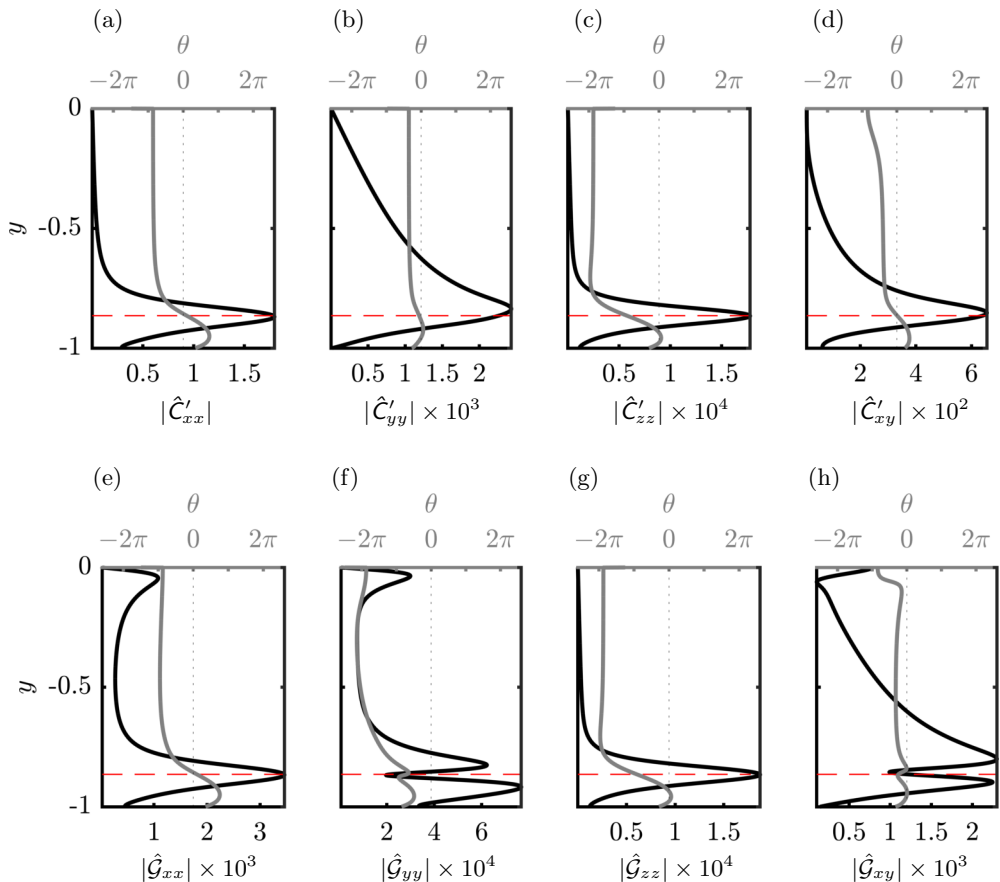 (a) (b) (c) (d)
θ θ θ θ
−2π 0 2π −2π 0 2π −2π 0 2π −2π 0 2π
0
y -0.5
-1
0.5 1 1.5 0.5 1 1.5 2 0.5 1 1.5 2 4 6
|Ĉ′xx| |Ĉ′yy| × 10³ |Ĉ′zz| × 10⁴ |Ĉ′xy| × 10²
(e) (f) (g) (h)
θ θ θ θ
−2π 0 2π −2π 0 2π −2π 0 2π −2π 0 2π
0
y -0.5
-1
1 2 3 2 4 6 0.5 1 1.5 0.5 1 1.5 2
|𝒢̂xx| × 10³ |𝒢̂yy| × 10⁴ |𝒢̂zz| × 10⁴ |𝒢̂xy| × 10³